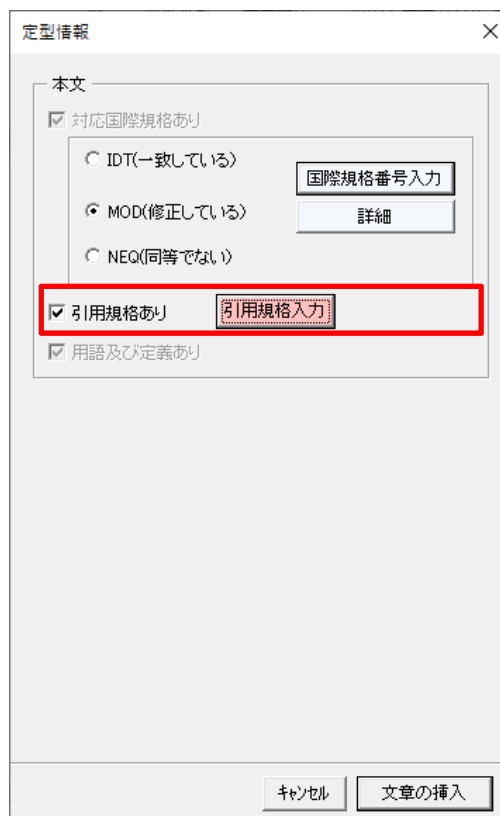 定型情報
本文
対応国際規格あり
IDT(一致している)
国際規格番号入力
MOD(修正している)
詳細
NEQ(同等でない)
引用規格あり
引用規格入力
用語及び定義あり
ｷｬﾝｾﾙ
文章の挿入